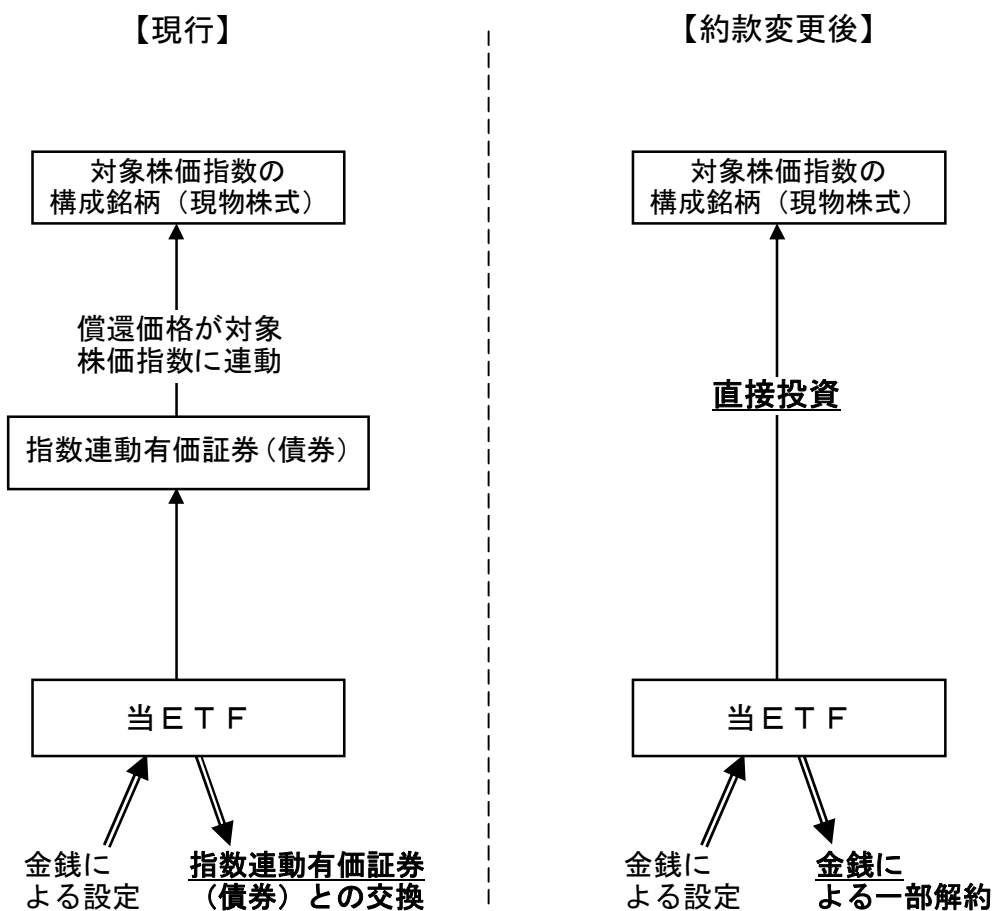 【現行】
対象株価指数の
構成銘柄（現物株式）
償還価格が対象
株価指数に連動
指数連動有価証券（債券）
当ＥＴＦ
金銭に
よる設定
指数連動有価証券
（債券）との交換
【約款変更後】
対象株価指数の
構成銘柄（現物株式）
直接投資
当ＥＴＦ
金銭に
よる設定
金銭に
よる一部解約